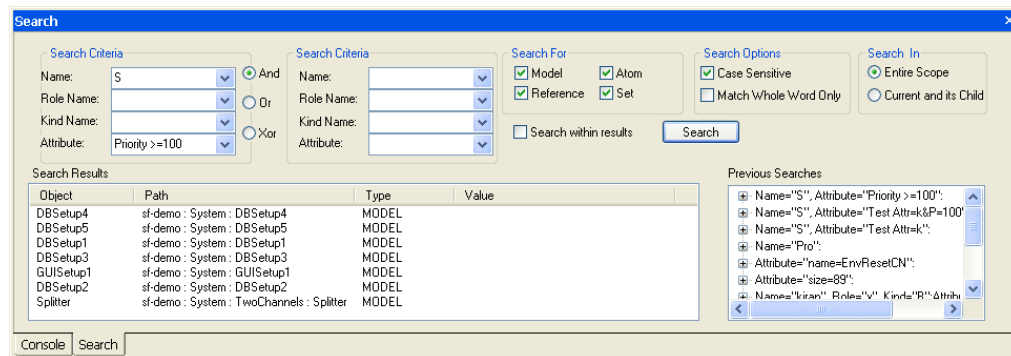 Search
Search Criteria
Name: S
Role Name:
Kind Name:
Attribute: Priority >=100
And
Or
Xor
Search Criteria
Name:
Role Name:
Kind Name:
Attribute:
Search For
Model Atom
Reference Set
Search Options
Case Sensitive
Match Whole Word Only
Search In
Entire Scope
Current and its Child
Search within results
Search
Search Results
Object Path Type Value
DBSetup4 sf-demo : System : DBSetup4 MODEL
DBSetup5 sf-demo : System : DBSetup5 MODEL
DBSetup1 sf-demo : System : DBSetup1 MODEL
DBSetup3 sf-demo : System : DBSetup3 MODEL
GUISetup1 sf-demo : System : GUISetup1 MODEL
DBSetup2 sf-demo : System : DBSetup2 MODEL
Splitter sf-demo : System : TwoChannels : Splitter MODEL
Previous Searches
Name="S", Attribute="Priority >=100":
Name="S", Attribute="Test Attr=k&P=100"
Name="S", Attribute="Test Attr=k":
Name="Pro":
Attribute="name=EnvResetCN":
Attribute="size=89":
Name="kiran", Role="v", Kind="B":Attribu
Console Search